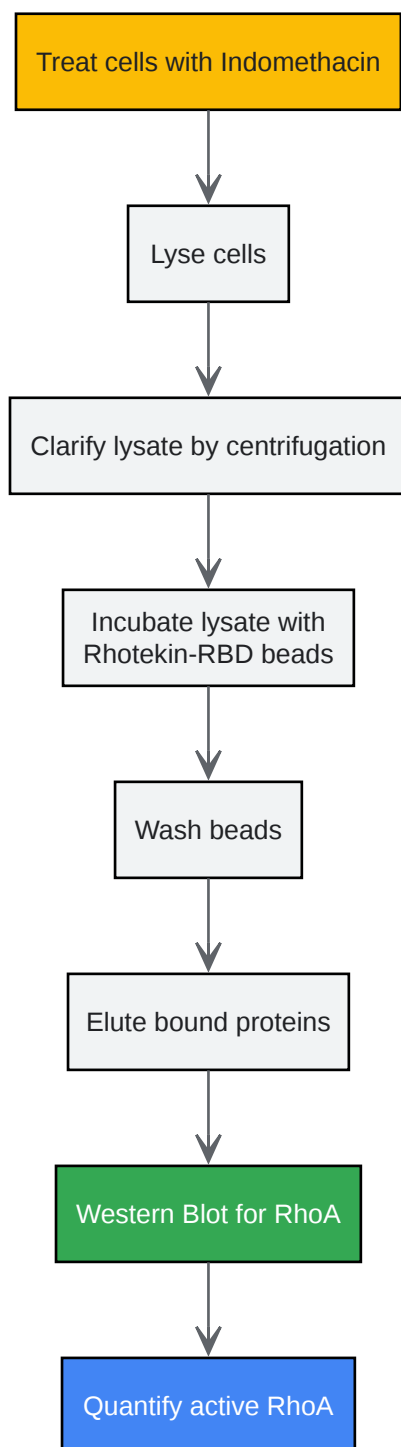 Treat cells with Indomethacin
Lyse cells
Clarify lysate by centrifugation
Incubate lysate with
Rhotekin-RBD beads
Wash beads
Elute bound proteins
Western Blot for RhoA
Quantify active RhoA